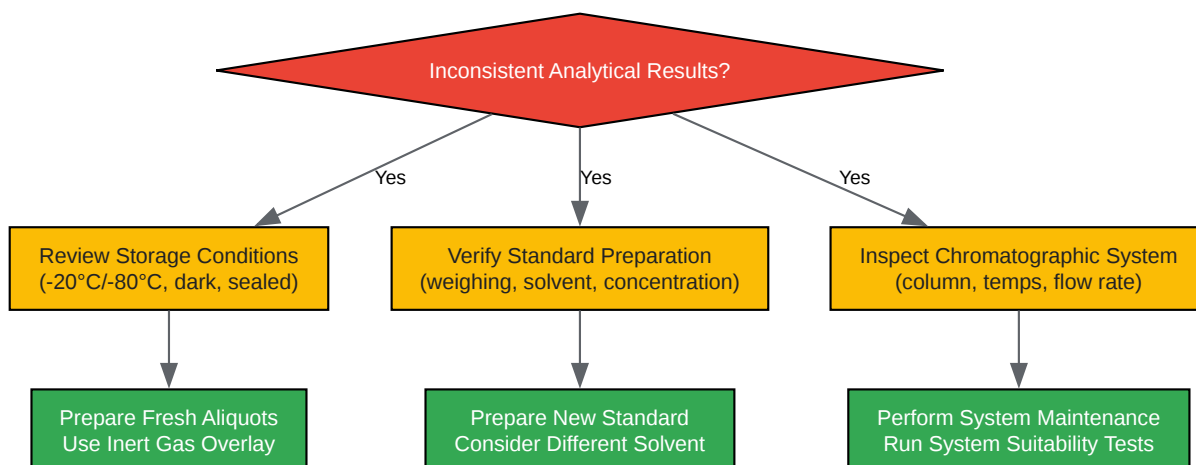 Inconsistent Analytical Results?
Yes
Yes
Yes
Review Storage Conditions
(-20°C/-80°C, dark, sealed)
Verify Standard Preparation
(weighing, solvent, concentration)
Inspect Chromatographic System
(column, temps, flow rate)
Prepare Fresh Aliquots
Use Inert Gas Overlay
Prepare New Standard
Consider Different Solvent
Perform System Maintenance
Run System Suitability Tests